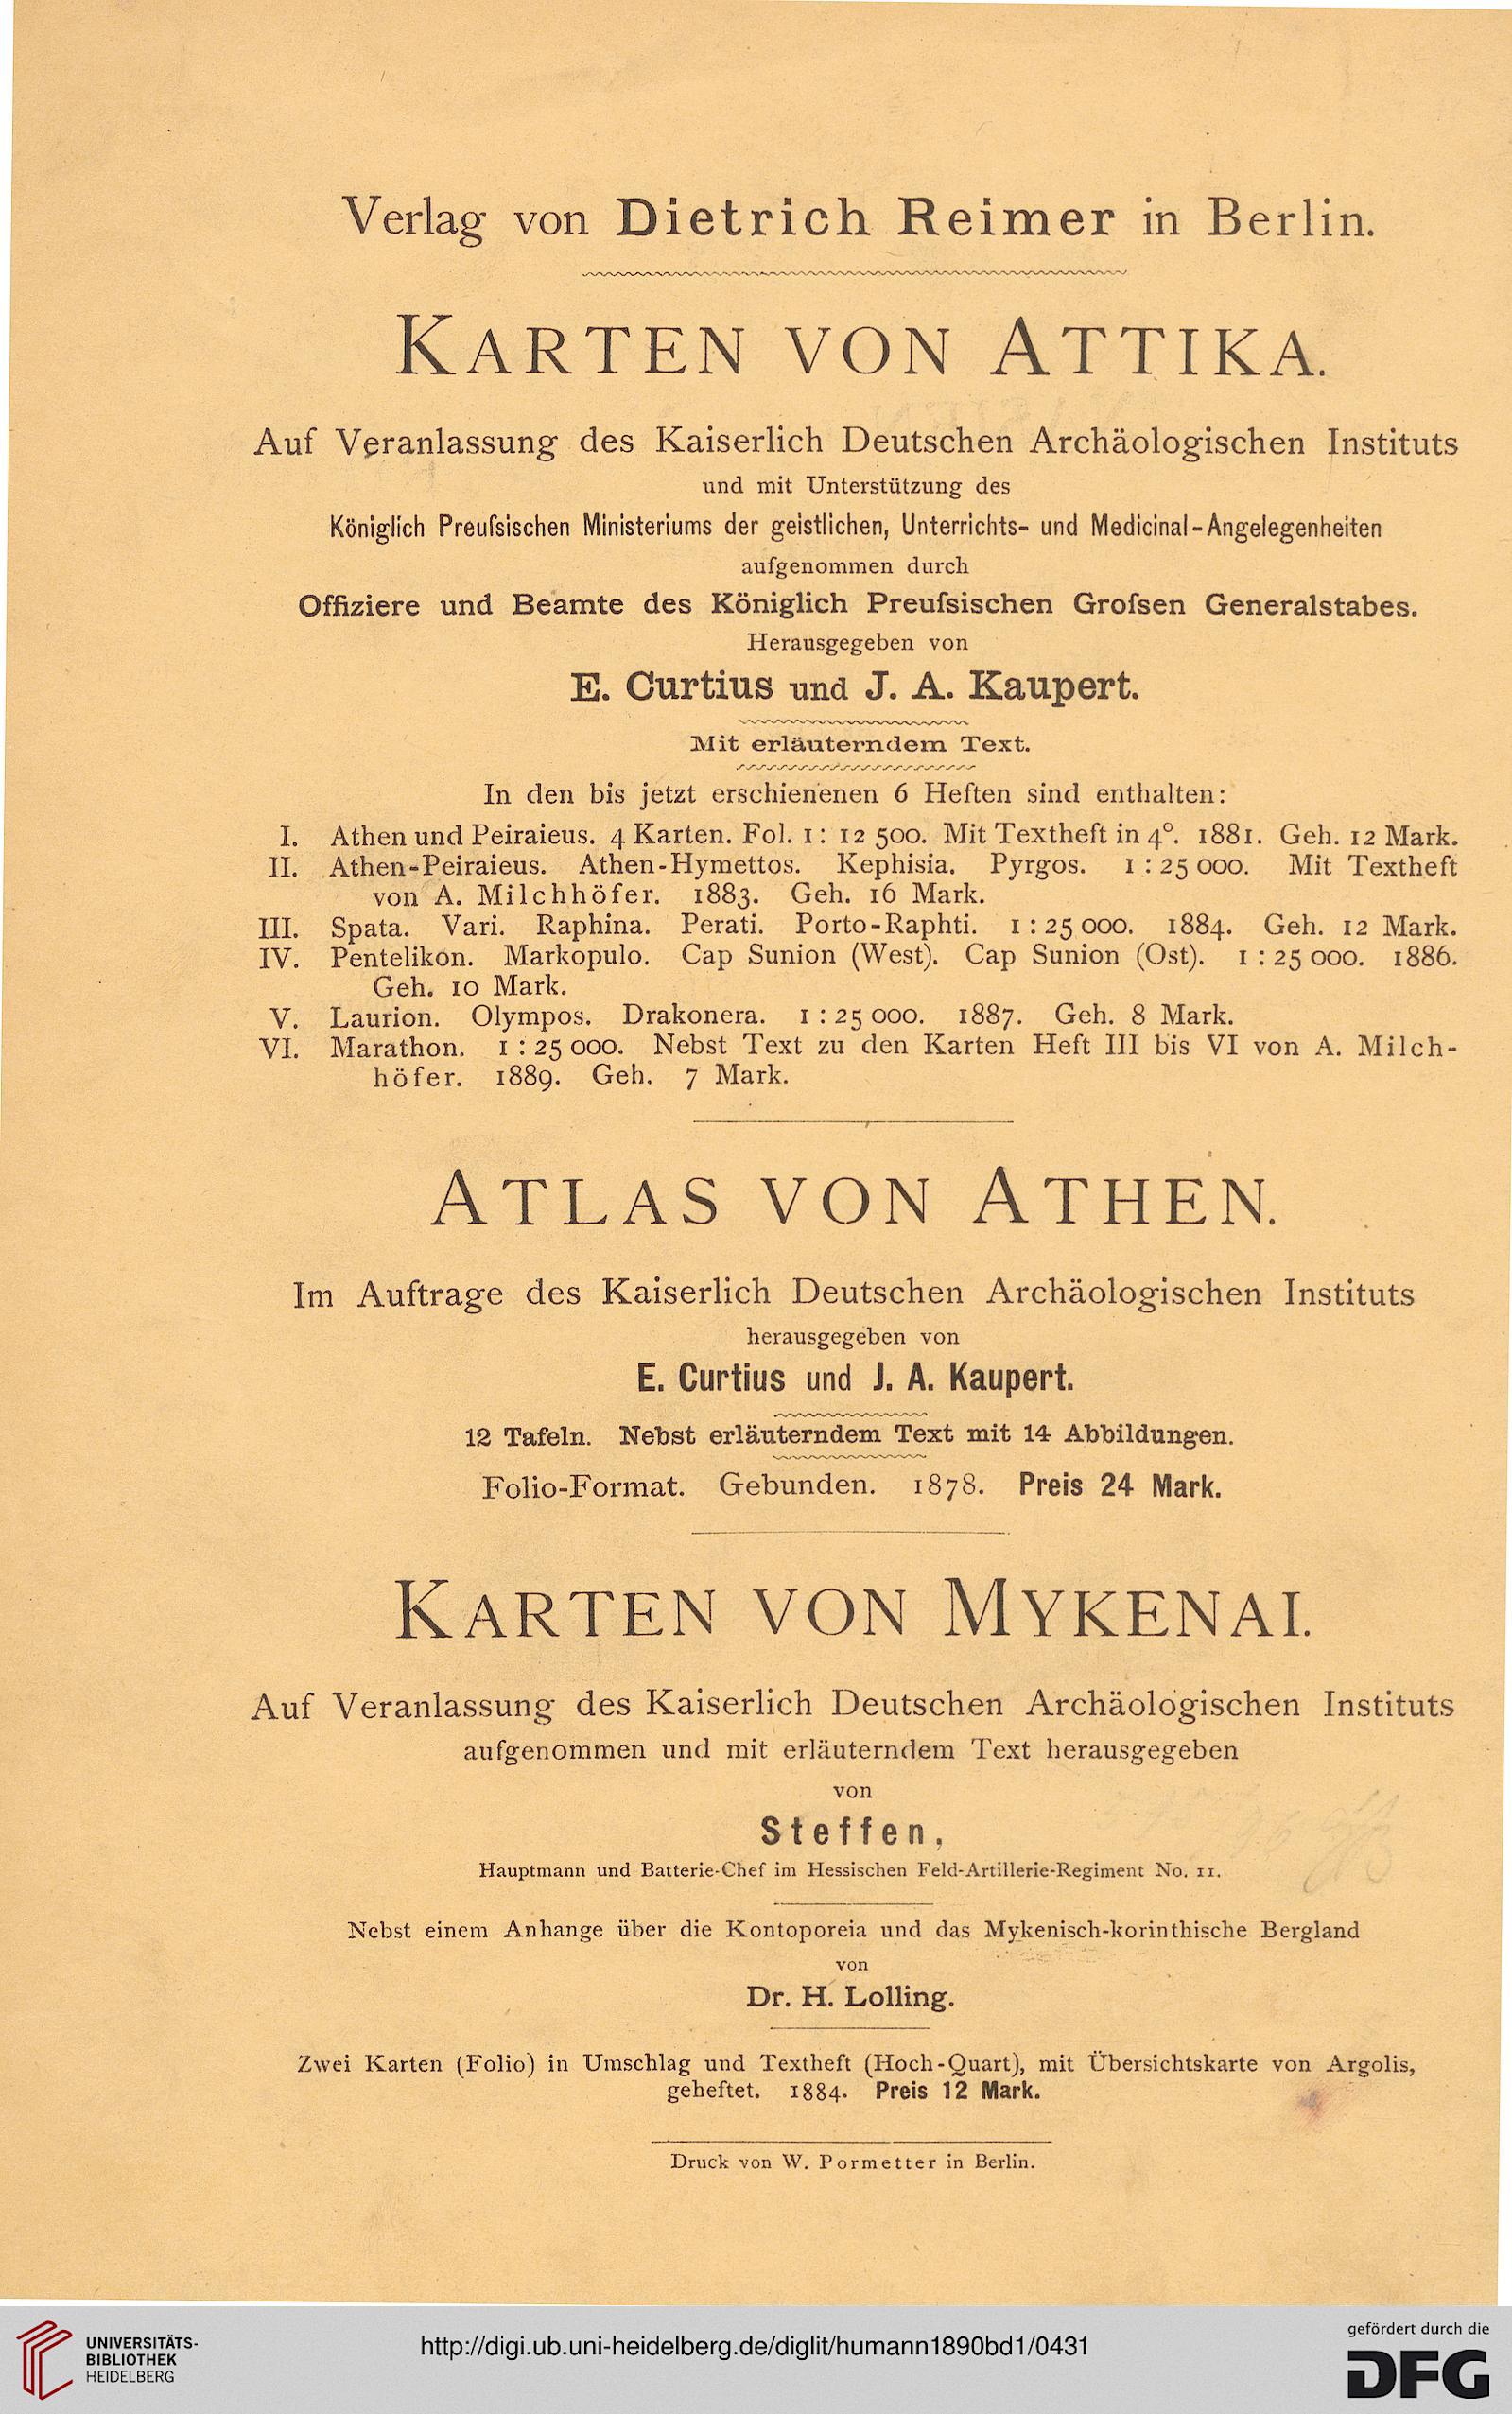 Verlag von Dietrich Reimer in Berlin.
KARTEN VON ATTIKA.
Auf Veranlassung des Kaiserlich Deutschen Archäologischen Instituts
und mit Unterstützung des
Königlich Preuſsischen Ministeriums der geistlichen, Unterrichts- und Medicinal-Angelegenheiten
aufgenommen durch
Offiziere und Beamte des Königlich Preuſsischen Groſsen Generalstabes.
Herausgegeben von
E. Curtius und J. A. Kaupert.
Mit erläuterndem Text.
In den bis jetzt erschienenen 6 Heften sind enthalten:
I. Athen und Peiraieus. 4 Karten. Fol. 1: 12 500. Mit Textheft in 4°. 1881. Geh. 12 Mark.
II. Athen-Peiraieus. Athen-Hymettos. Kephisia. Pyrgos. 1 : 25 000. Mit Textheft
von A. Milchhöfer. 1883. Geh. 16 Mark.
III. Spata. Vari. Raphina. Perati. Porto-Raphti. 1 : 25 000. 1884. Geh. 12 Mark.
IV. Pentelikon. Markopulo. Cap Sunion (West). Cap Sunion (Ost). 1 : 25 000. 1886.
Geh. 10 Mark.
V. Laurion. Olympos. Drakonera. 1 : 25 000. 1887. Geh. 8 Mark.
VI. Marathon. 1 : 25 000. Nebst Text zu den Karten Heft III bis VI von A. Milch-
höfer. 1889. Geh. 7 Mark.
ATLAS VON ATHEN.
Im Auftrage des Kaiserlich Deutschen Archäologischen Instituts
herausgegeben von
E. Curtius und J. A. Kaupert.
12 Tafeln. Nebst erläuterndem Text mit 14 Abbildungen.
Folio-Format. Gebunden. 1878. Preis 24 Mark.
KARTEN VON MYKENAI.
Auf Veranlassung des Kaiserlich Deutschen Archäologischen Instituts
aufgenommen und mit erläuterndem Text herausgegeben
von
Steffen,
Hauptmann und Batterie-Chef im Hessischen Feld-Artillerie-Regiment No. 11.
Nebst einem Anhange über die Kontoporeia und das Mykenisch-korinthische Bergland
von
Dr. H. Lolling.
Zwei Karten (Folio) in Umschlag und Textheft (Hoch-Quart), mit Übersichtskarte von Argolis,
geheftet. 1884. Preis 12 Mark.
Druck von W. Pormetter in Berlin.
UNIVERSITÄTS-
BIBLIOTHEK
HEIDELBERG
http://digi.ub.uni-heidelberg.de/diglit/humann1890bd1/0431
gefördert durch die
DFG